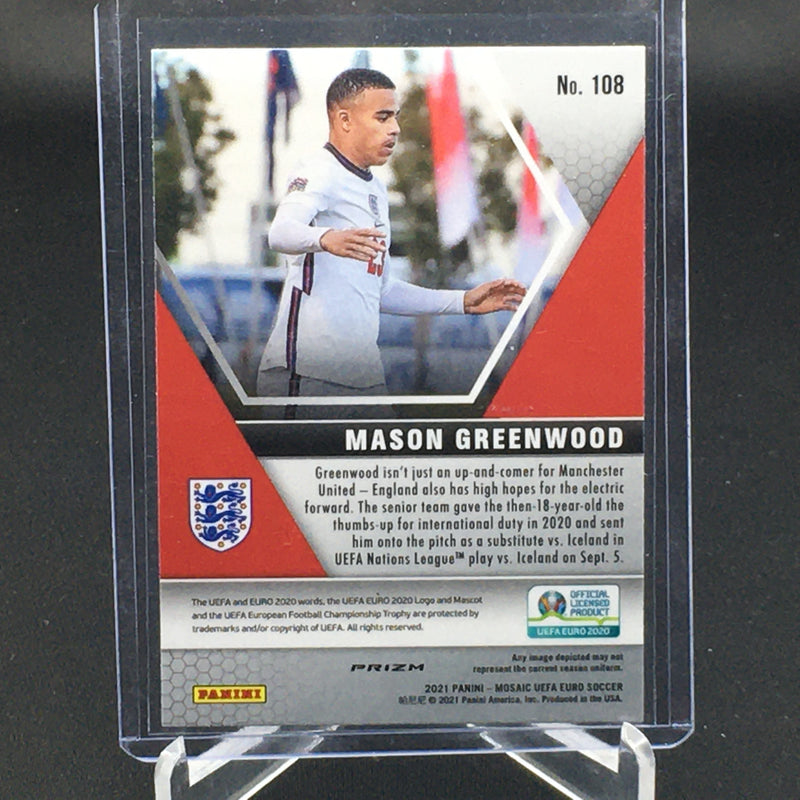 No. 108
23
MASON GREENWOOD
Greenwood isn't just an up-and-comer for Manchester
United – England also has high hopes for the electric
forward. The senior team gave the then-18-year-old the
thumbs-up for international duty in 2020 and sent
him onto the pitch as a substitute vs. Iceland in
UEFA Nations League™ play vs. Iceland on Sept. 5.
The UEFA and EURO 2020 words, the UEFA EURO 2020 Logo and Mascot
and the UEFA European Football Championship Trophy are protected by
trademarks and/or copyright of UEFA. All rights reserved.
OFFICIAL
LICENSED
PRODUCT
UEFA EURO 2020
PRIZM
Any image depicted may not
represent the current season uniform.
PANINI
2021 PANINI – MOSAIC UEFA EURO SOCCER
帕尼尼 © 2021 Panini America, Inc. Produced in the USA.